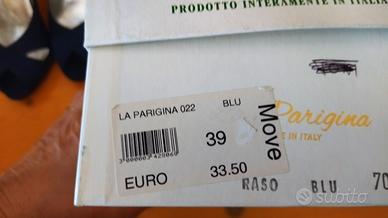 PRODOTTO INTERAMENTE IN ITALIA
LA PARIGINA 022 BLU
39
3000003428060
EURO 33.50
Move
Parigina
E IN ITALY
RASO BLU 70
Subito